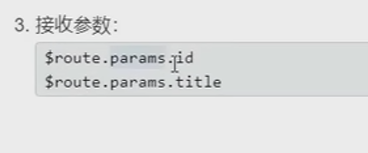 3. 接收参数：
$route.params.id
$route.params.title